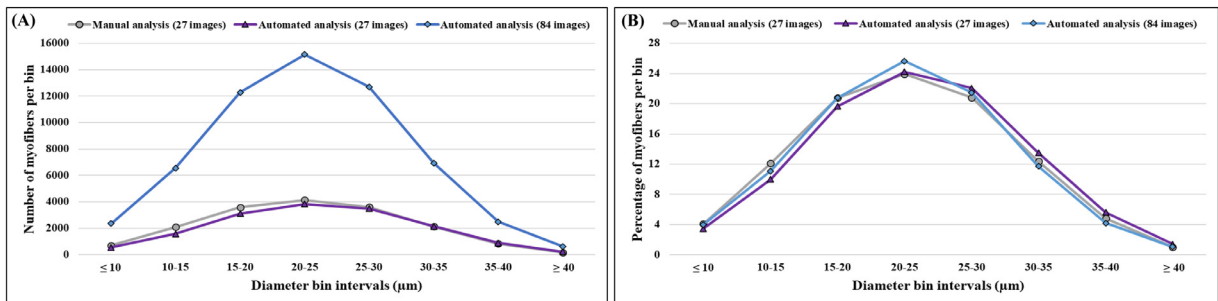 (A)
Manual analysis (27 images) Automated analysis (27 images) Automated analysis (84 images)
Number of myofibers per bin
16000
14000
12000
10000
8000
6000
4000
2000
0
≤ 10 10-15 15-20 20-25 25-30 30-35 35-40 ≥ 40
Diameter bin intervals (µm)
(B)
Manual analysis (27 images) Automated analysis (27 images) Automated analysis (84 images)
Percentage of myofibers per bin
28
24
20
16
12
8
4
0
≤ 10 10-15 15-20 20-25 25-30 30-35 35-40 ≥ 40
Diameter bin intervals (µm)